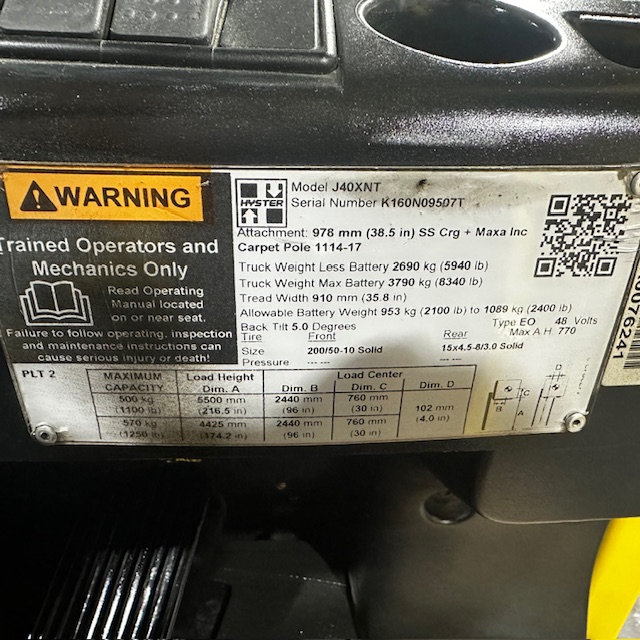 WARNING
Trained Operators and
Mechanics Only
Read Operating
Manual located
on or near seat.
Failure to follow operating, inspection
and maintenance instructions can
cause serious injury or death!
HYSTER
Model J40XNT
Serial Number K160N09507T
Attachment: 978 mm (38.5 in) SS Crg + Maxa Inc
Carpet Pole 1114-17
Truck Weight Less Battery 2690 kg (5940 lb)
Truck Weight Max Battery 3790 kg (8340 lb)
Tread Width 910 mm (35.8 in)
Allowable Battery Weight 953 kg (2100 lb) to 1089 kg (2400 lb)
Back Tilt 5.0 Degrees Type EO 48 Volts
Tire Front Rear Max A.H. 770
Size 200/50-10 Solid 15x4.5-8/3.0 Solid
Pressure --- -- --- --
PLT 2
MAXIMUM CAPACITY Load Height Dim. A Load Center Dim. B Dim. C Dim. D
500 kg 5500 mm 2440 mm 760 mm 102 mm
(1100 lb) (216.5 in) (96 in) (30 in) (4.0 in)
570 kg 4425 mm 2440 mm 760 mm
(1250 lb) (174.2 in) (96 in) (30 in)
B C A D